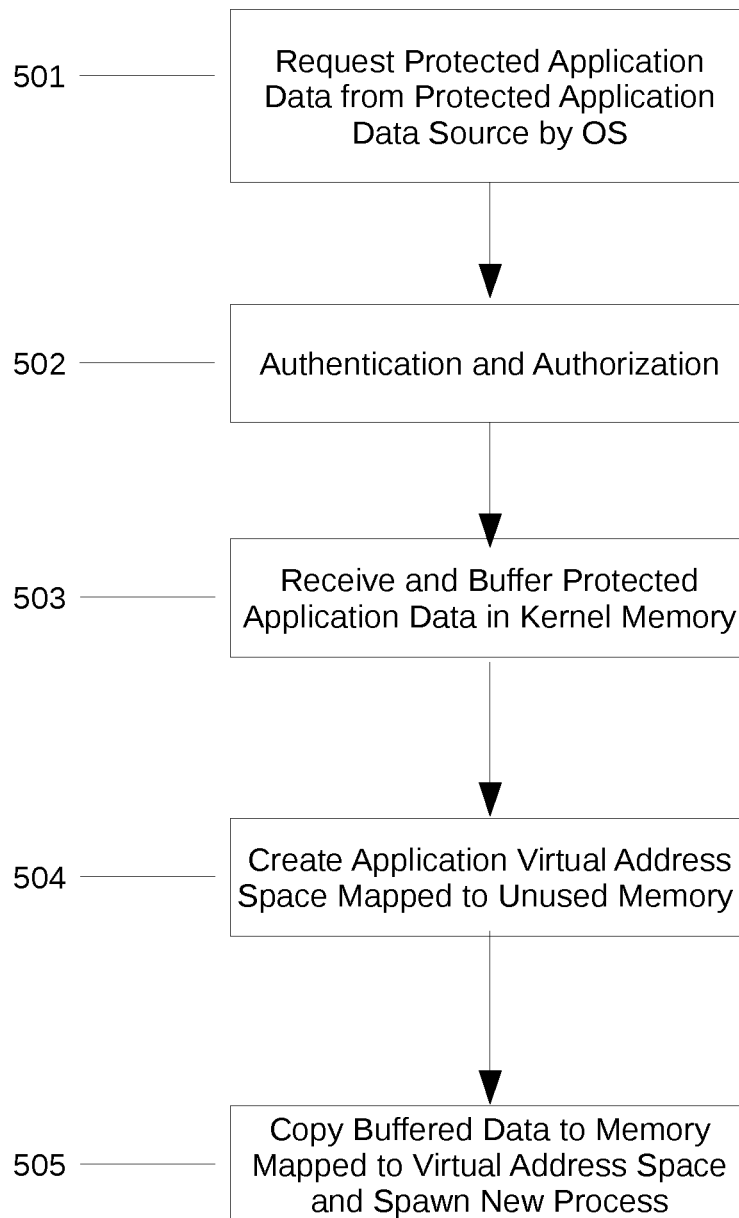 501
Request Protected Application
Data from Protected Application
Data Source by OS
502
Authentication and Authorization
503
Receive and Buffer Protected
Application Data in Kernel Memory
504
Create Application Virtual Address
Space Mapped to Unused Memory
505
Copy Buffered Data to Memory
Mapped to Virtual Address Space
and Spawn New Process